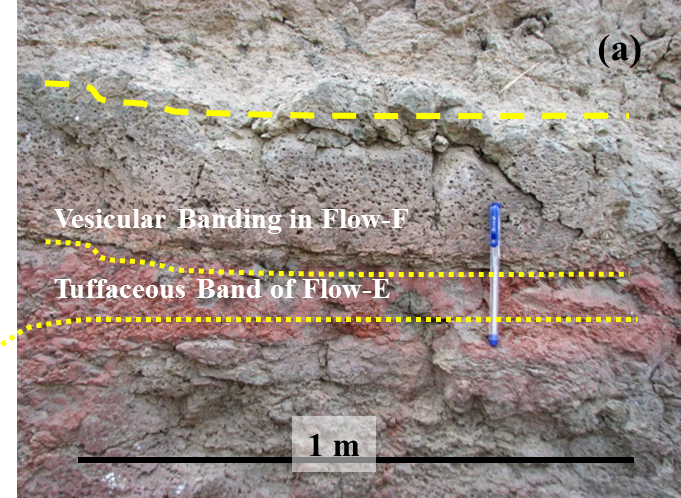 (a)
Vesicular Banding in Flow-F
Tuffaceous Band of Flow-E
1 m